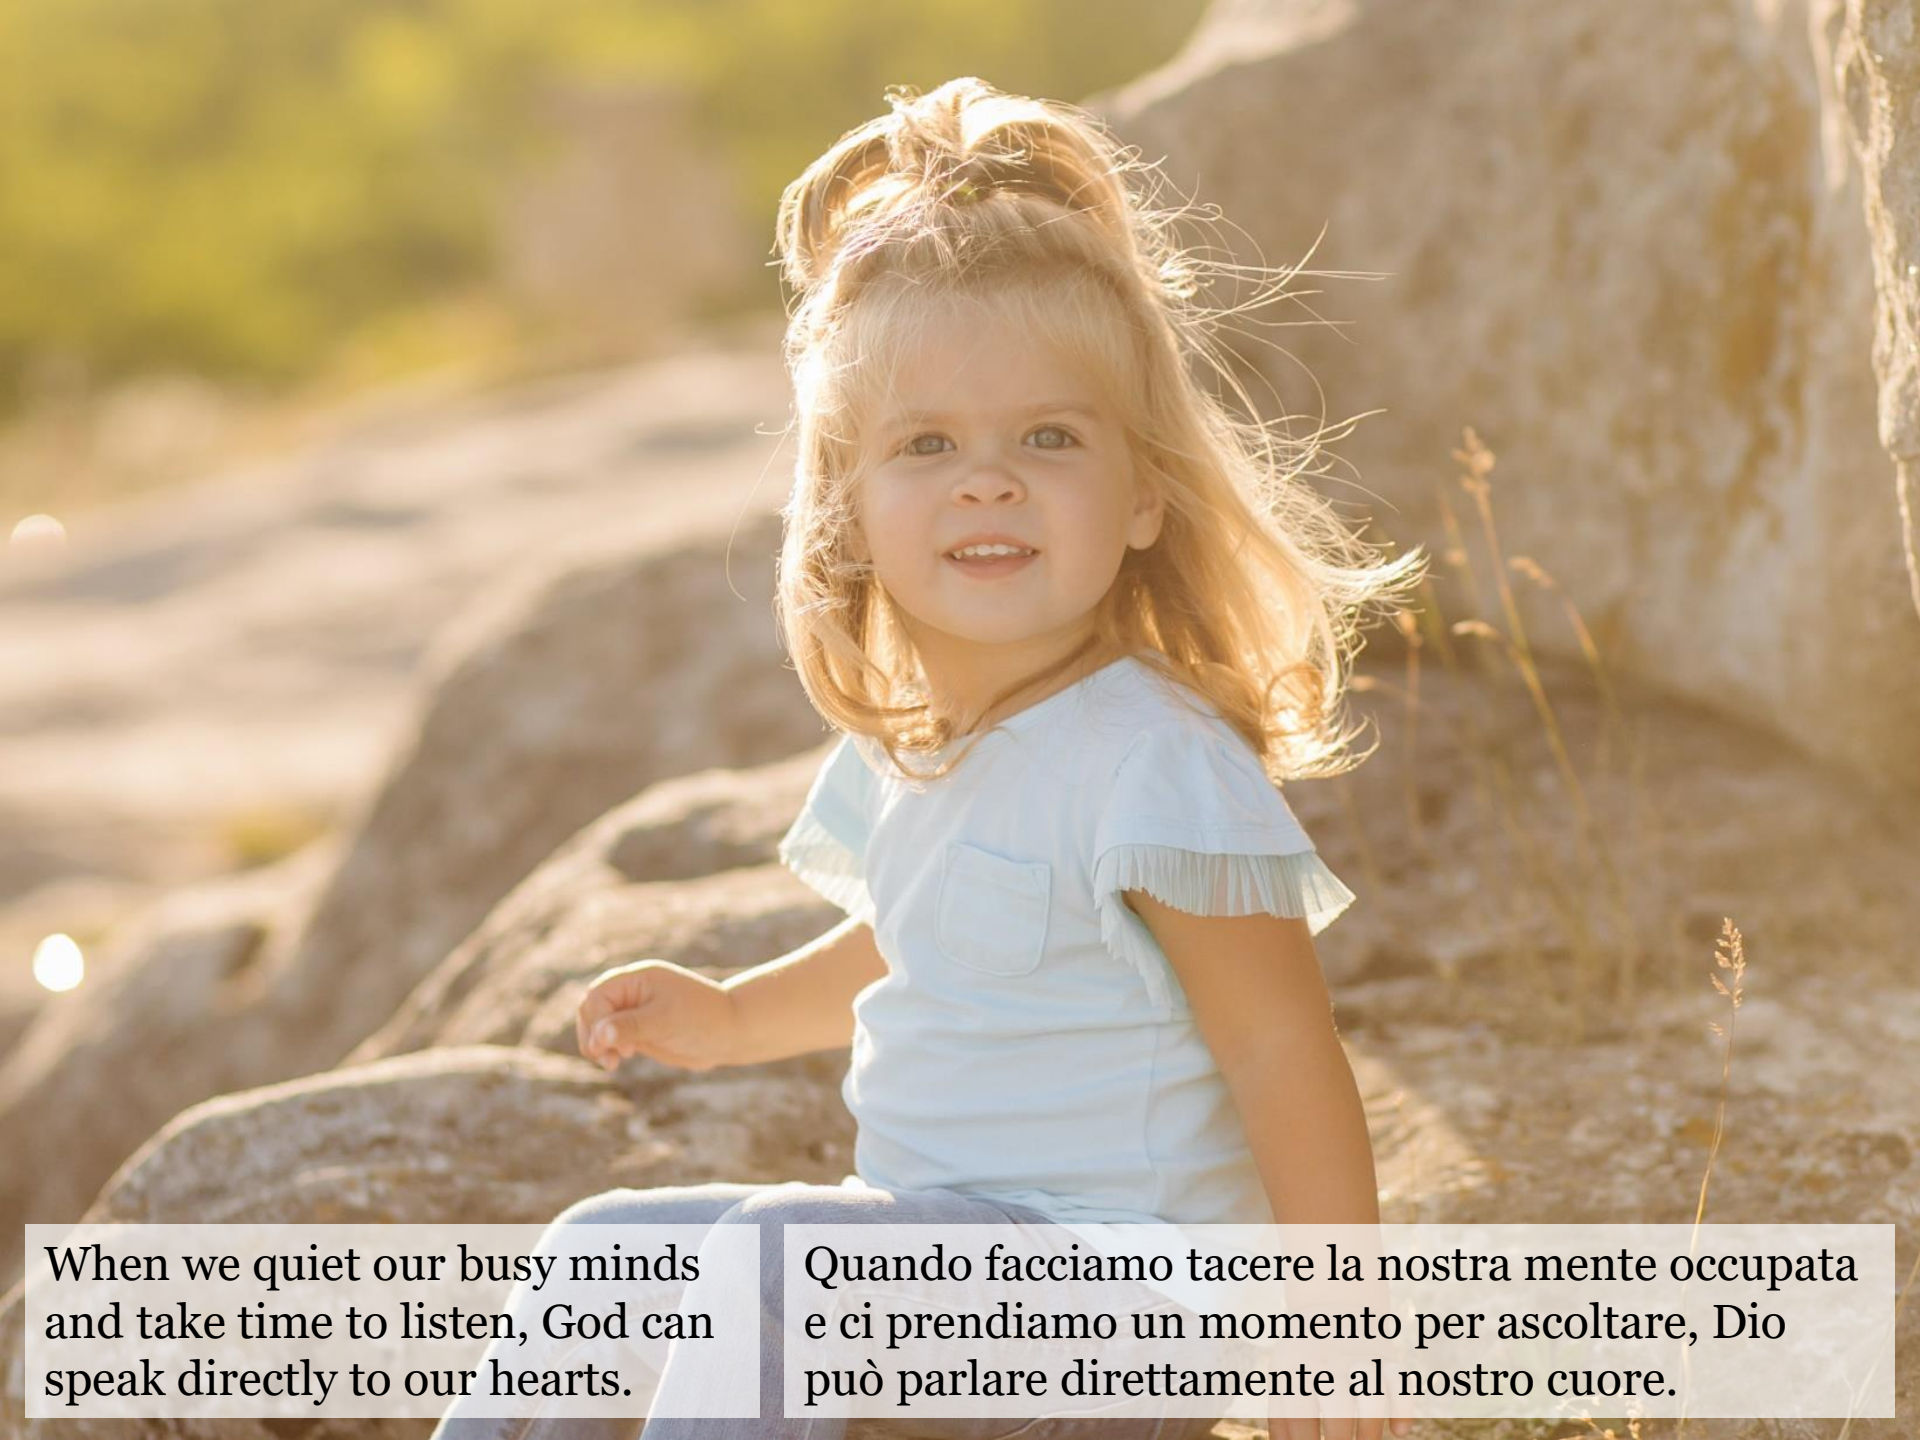 When we quiet our busy minds
and take time to listen, God can
speak directly to our hearts.
Quando facciamo tacere la nostra mente occupata
e ci prendiamo un momento per ascoltare, Dio
può parlare direttamente al nostro cuore.